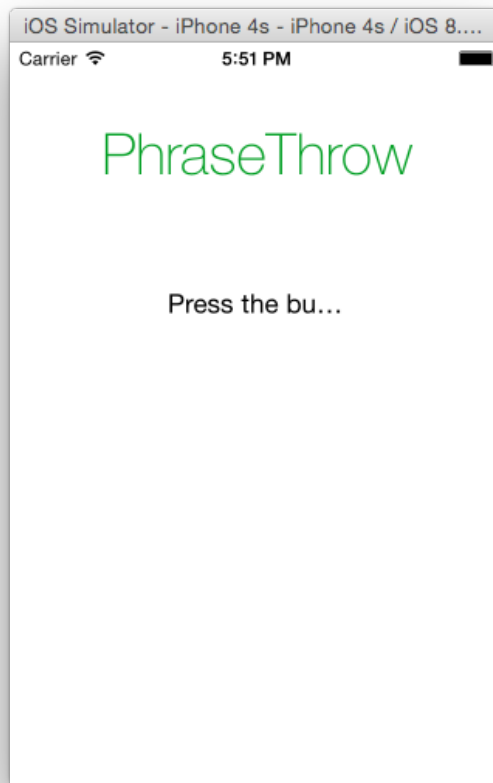 iOS Simulator - iPhone 4s - iPhone 4s / iOS 8....
Carrier 5:51 PM
PhraseThrow
Press the bu...